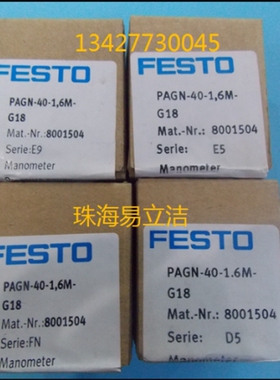 13427730045
FESTO
PAGN-40-1,6M-
G18
Mat.-Nr.: 8001504
Serie: E9
Manometer
FESTO
PAGN-40-1,6M-
G18
Mat.-Nr.: 8001504
Serie: E5
Manometer
珠海易立洁
FESTO
PAGN-40-1,6M-
G18
Mat.-Nr.: 8001504
Serie: FN
Manometer
FESTO
PAGN-40-1.6M-
G18
Mat.-Nr.: 8001504
Serie: D5
Manometer